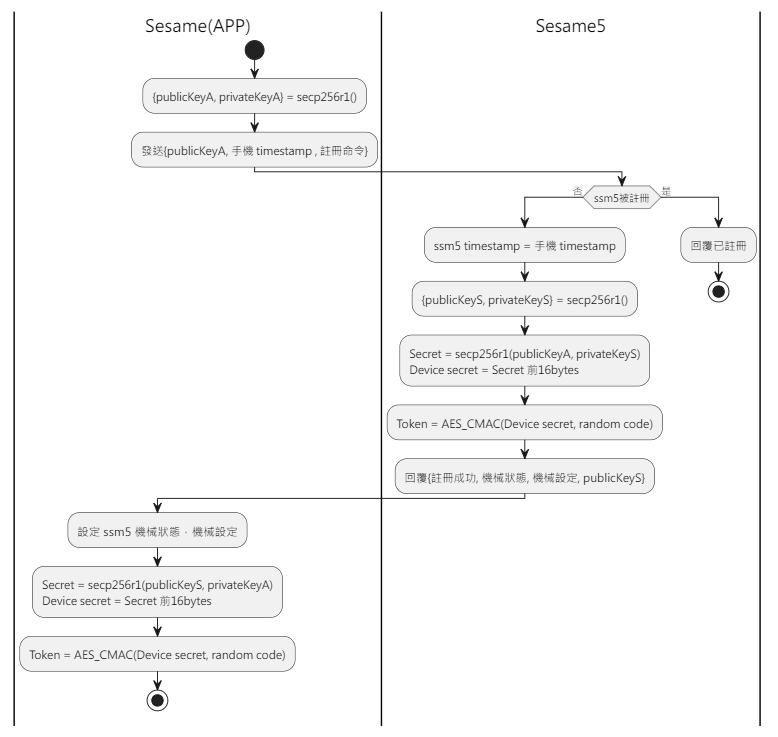 Sesame(APP)
Sesame5
{publicKeyA, privateKeyA} = secp256r1()
發送{publicKeyA, 手機 timestamp , 註冊命令}
否
ssm5被註冊
是
ssm5 timestamp = 手機 timestamp
回覆已註冊
{publicKeyS, privateKeyS} = secp256r1()
Secret = secp256r1(publicKeyA, privateKeyS)
Device secret = Secret 前16bytes
Token = AES_CMAC(Device secret, random code)
回覆{註冊成功, 機械狀態, 機械設定, publicKeyS}
設定 ssm5 機械狀態、機械設定
Secret = secp256r1(publicKeyS, privateKeyA)
Device secret = Secret 前16bytes
Token = AES_CMAC(Device secret, random code)